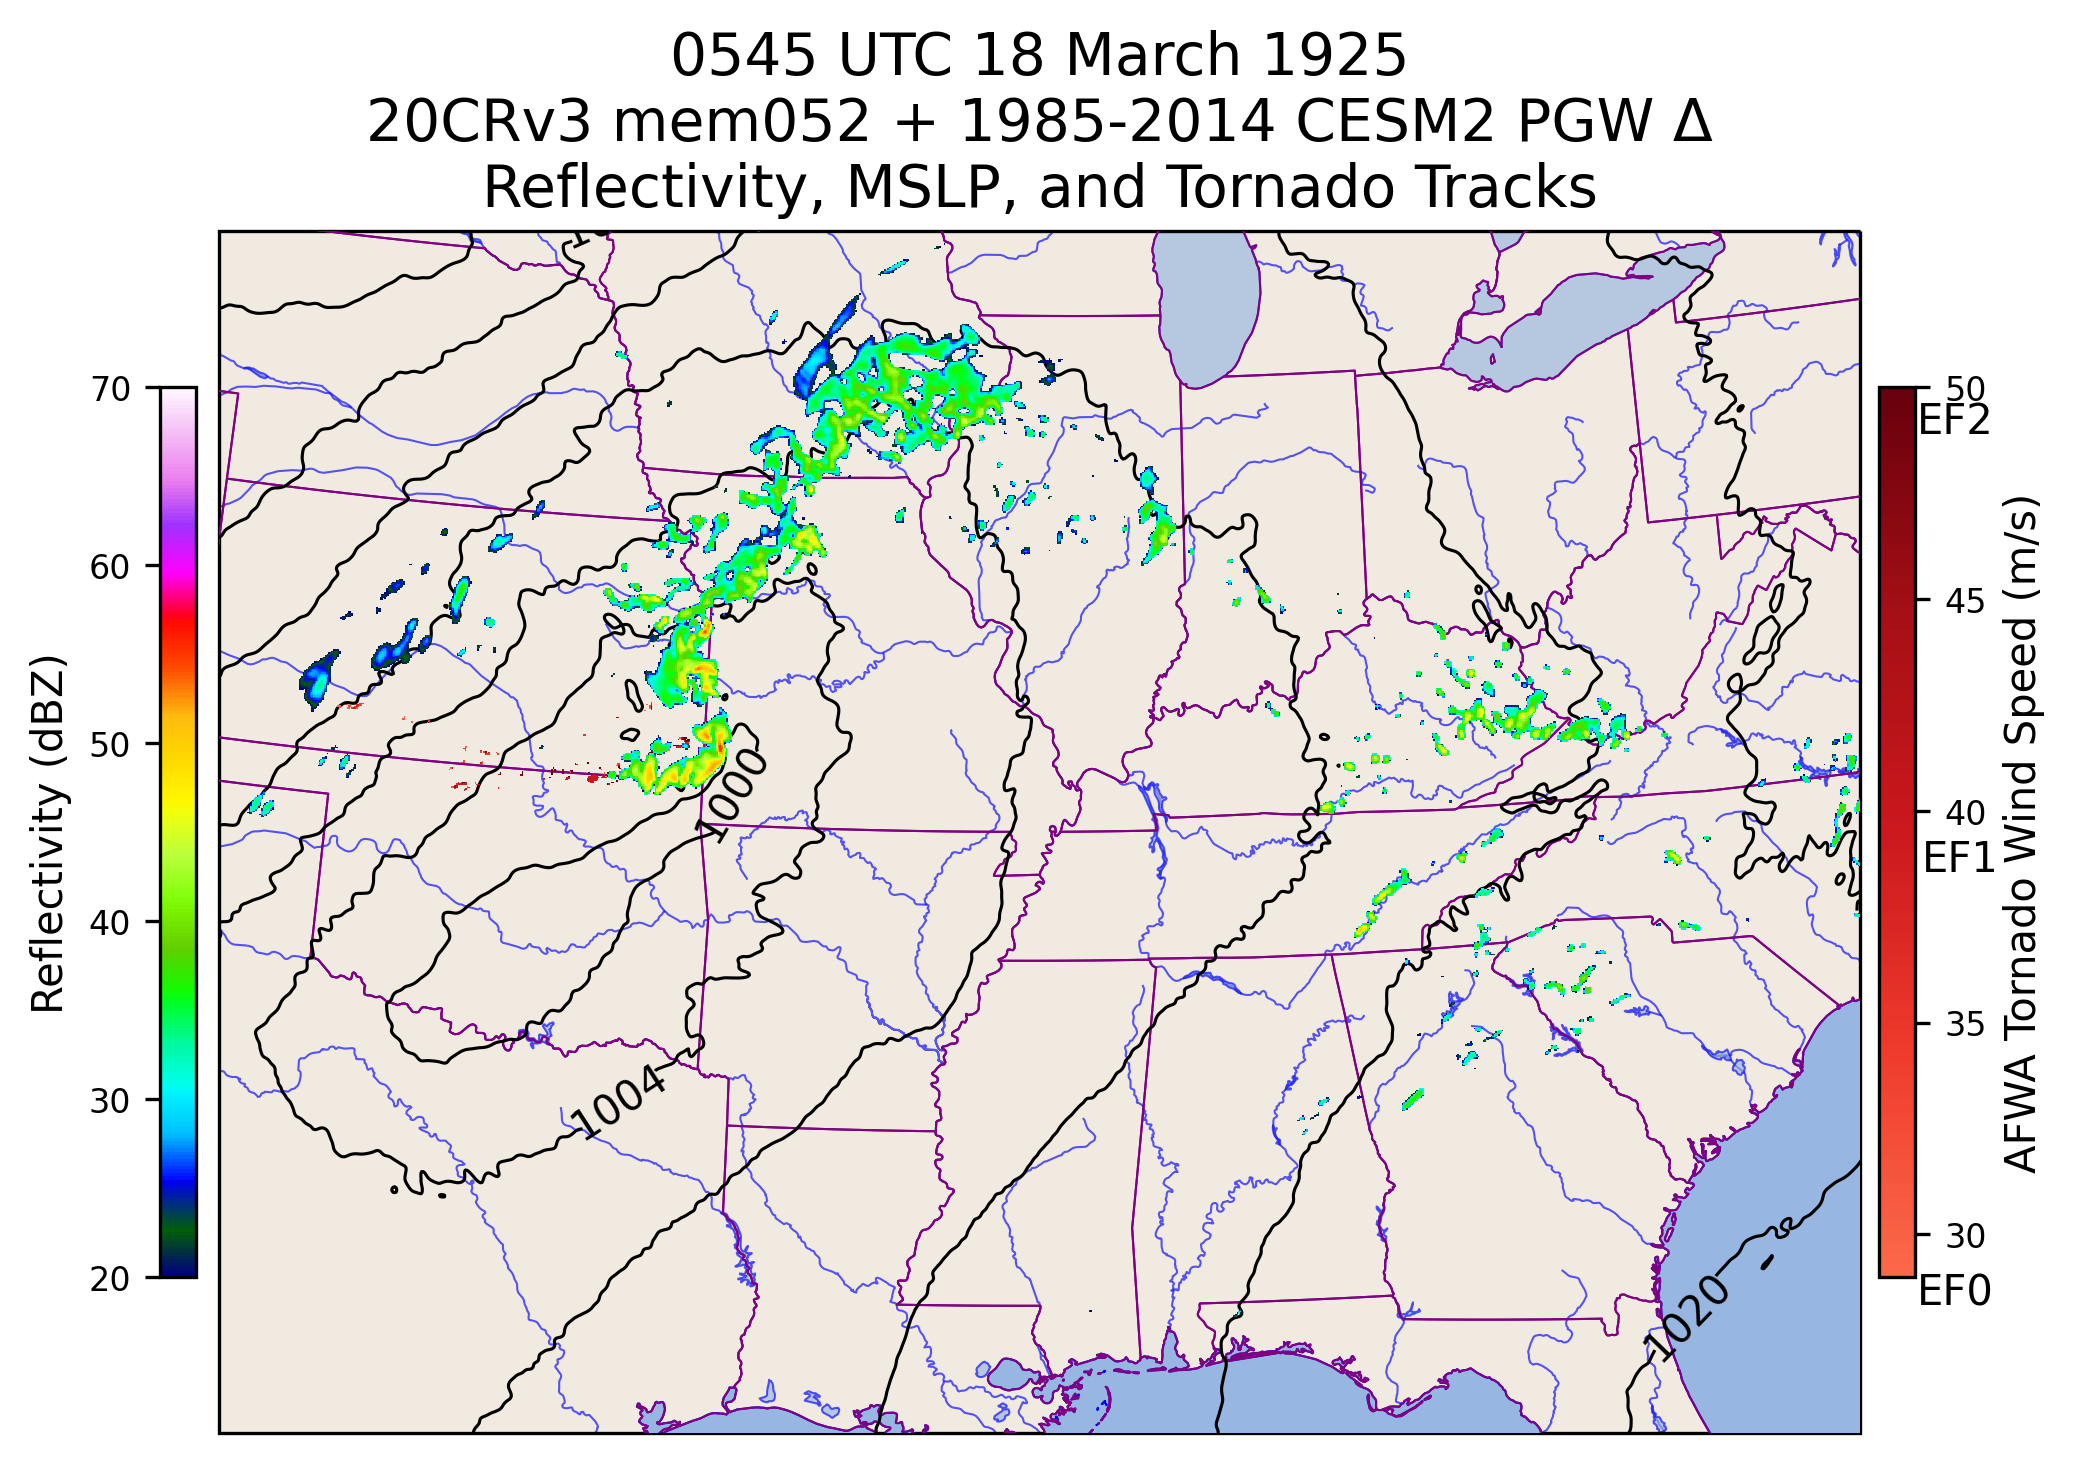 0545 UTC 18 March 1925
20CRv3 mem052 + 1985-2014 CESM2 PGW Δ
Reflectivity, MSLP, and Tornado Tracks
70
60
50
40
30
20
Reflectivity (dBZ)
1000
1004
1020
50
EF2
45
40
EF1
35
30
EF0
AFWA Tornado Wind Speed (m/s)